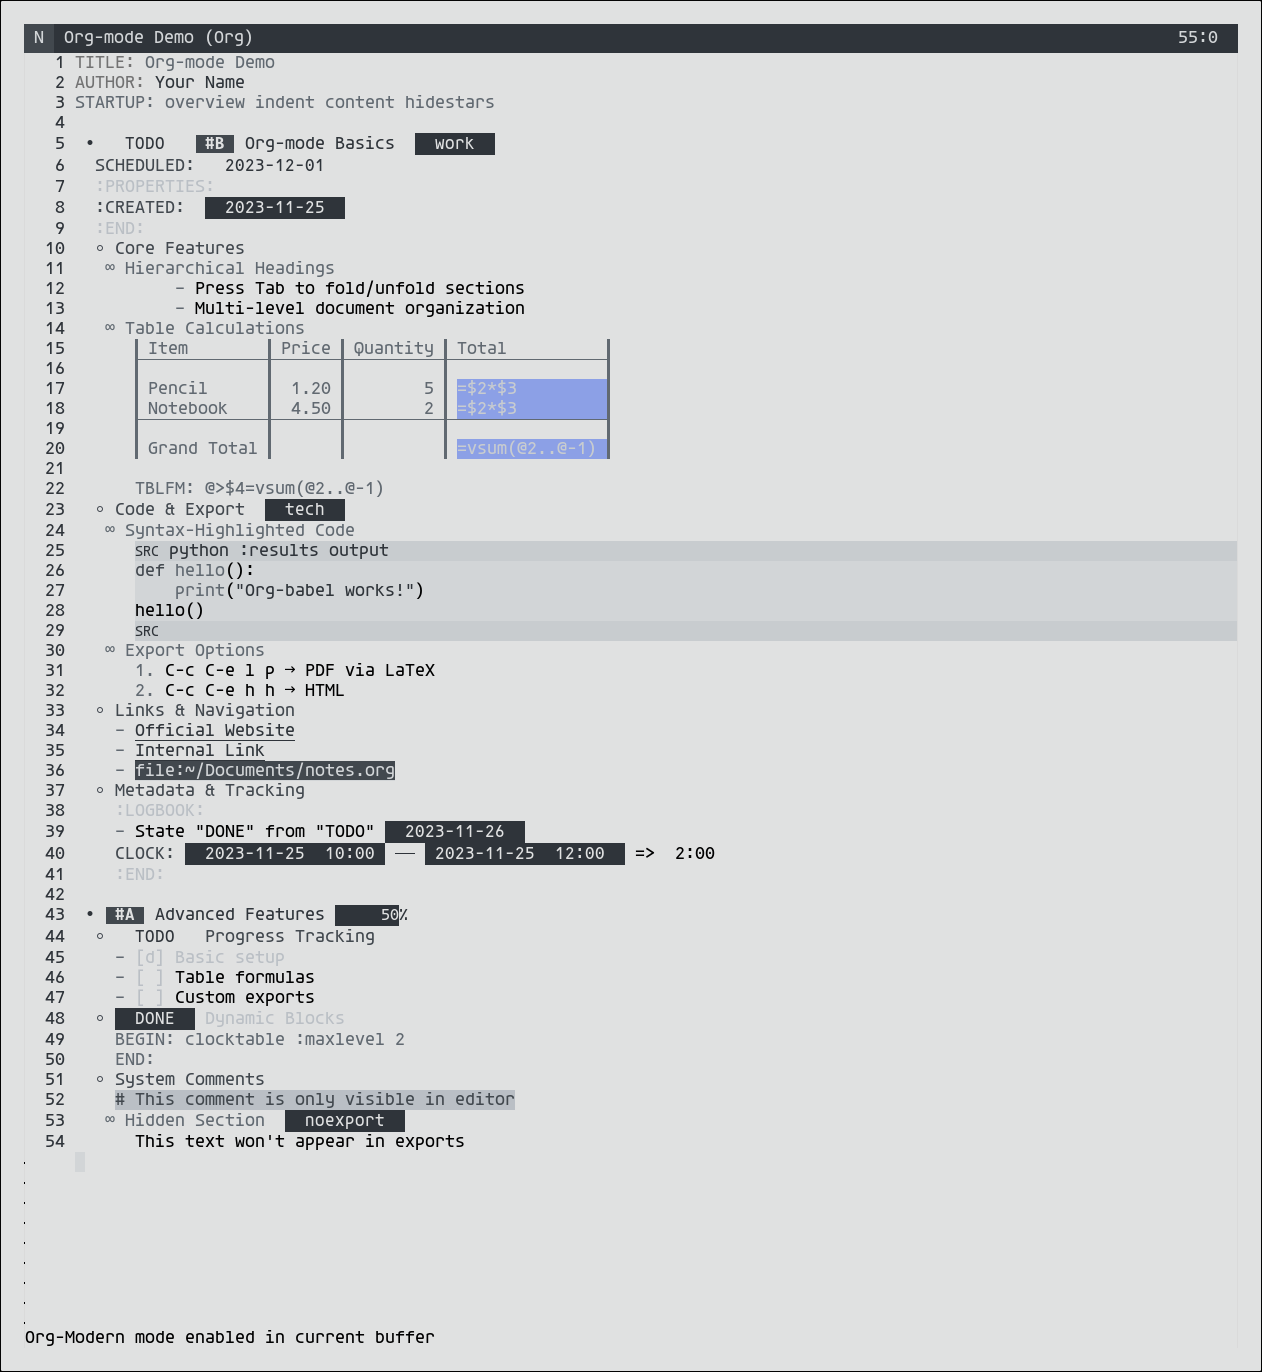 N Org-mode Demo (Org) 55:0
1 TITLE: Org-mode Demo
2 AUTHOR: Your Name
3 STARTUP: overview indent content hidestars
4
5 • TODO #B Org-mode Basics work
6 SCHEDULED: 2023-12-01
7 :PROPERTIES:
8 :CREATED: 2023-11-25
9 :END:
10 ◦ Core Features
11 ∞ Hierarchical Headings
12 - Press Tab to fold/unfold sections
13 - Multi-level document organization
14 ∞ Table Calculations
15 Item Price Quantity Total
16
17 Pencil 1.20 5 =$2*$3
18 Notebook 4.50 2 =$2*$3
19
20 Grand Total =vsum(@2..@-1)
21
22 TBLFM: @>$4=vsum(@2..@-1)
23 ◦ Code & Export tech
24 ∞ Syntax-Highlighted Code
25 SRC python :results output
26 def hello():
27 print("Org-babel works!")
28 hello()
29 SRC
30 ∞ Export Options
31 1. C-c C-e l p → PDF via LaTeX
32 2. C-c C-e h h → HTML
33 ◦ Links & Navigation
34 - Official Website
35 - Internal Link
36 - file:~/Documents/notes.org
37 ◦ Metadata & Tracking
38 :LOGBOOK:
39 - State "DONE" from "TODO" 2023-11-26
40 CLOCK: 2023-11-25 10:00 — 2023-11-25 12:00 => 2:00
41 :END:
42
43 • #A Advanced Features 50%
44 ◦ TODO Progress Tracking
45 - [d] Basic setup
46 - [ ] Table formulas
47 - [ ] Custom exports
48 ◦ DONE Dynamic Blocks
49 BEGIN: clocktable :maxlevel 2
50 END:
51 ◦ System Comments
52 # This comment is only visible in editor
53 ∞ Hidden Section noexport
54 This text won't appear in exports
Org-Modern mode enabled in current buffer